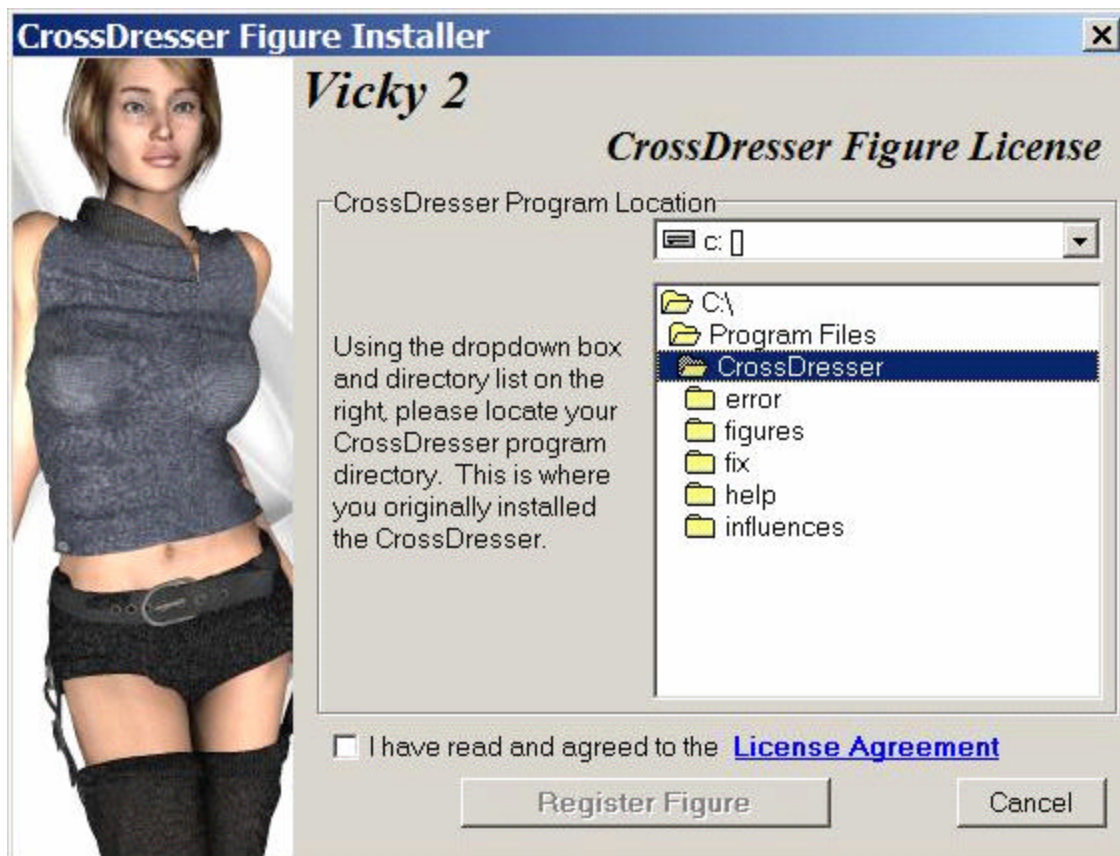 CrossDresser Figure Installer
Vicky 2
CrossDresser Figure License
CrossDresser Program Location
c: []
Using the dropdown box
and directory list on the
right, please locate your
CrossDresser program
directory.  This is where
you originally installed
the CrossDresser.
C:\
Program Files
CrossDresser
error
figures
fix
help
influences
I have read and agreed to the License Agreement
Register Figure
Cancel